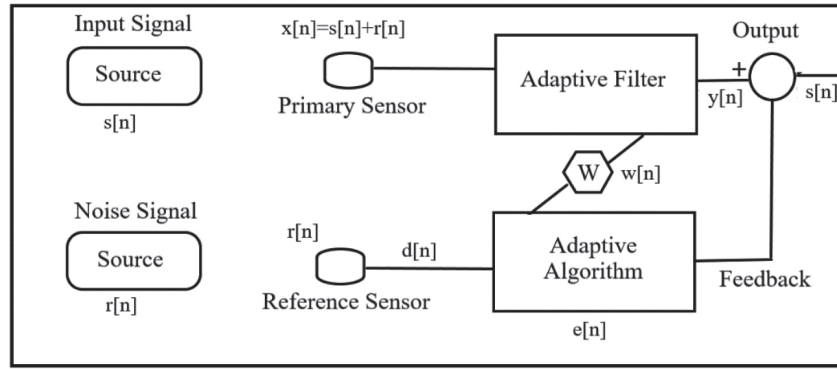 Input Signal
Source
s[n]
x[n]=s[n]+r[n]
Primary Sensor
Adaptive Filter
Output
+
y[n]
s[n]
W
w[n]
Noise Signal
Source
r[n]
r[n]
d[n]
Reference Sensor
Adaptive
Algorithm
e[n]
Feedback